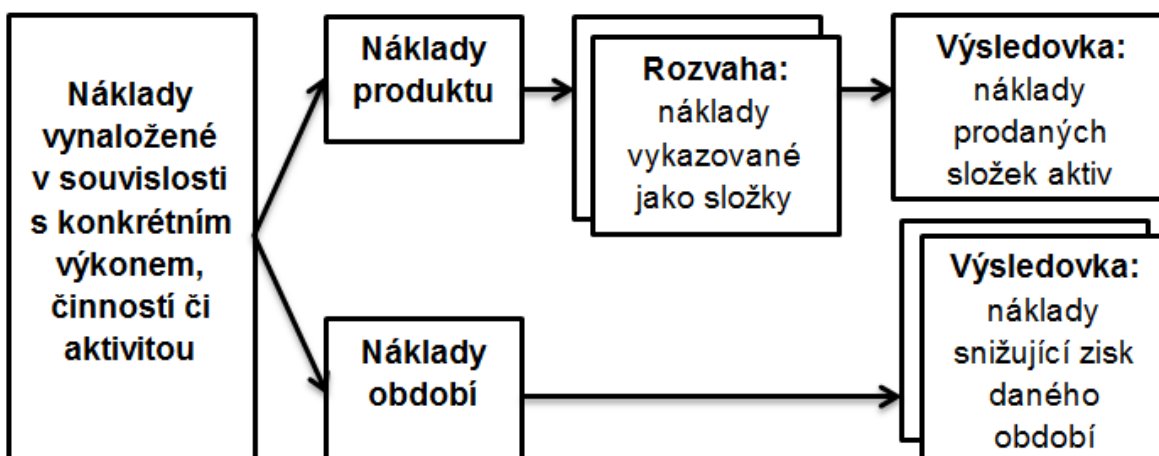 Náklady
vynaložené
v souvislosti
s konkrétním
výkonem,
činností či
aktivitou
Náklady
produktu
Rozvaha:
náklady
vykazované
jako složky
Výsledovka:
náklady
prodaných
složek aktiv
Náklady
období
Výsledovka:
náklady
snižující zisk
daného
období